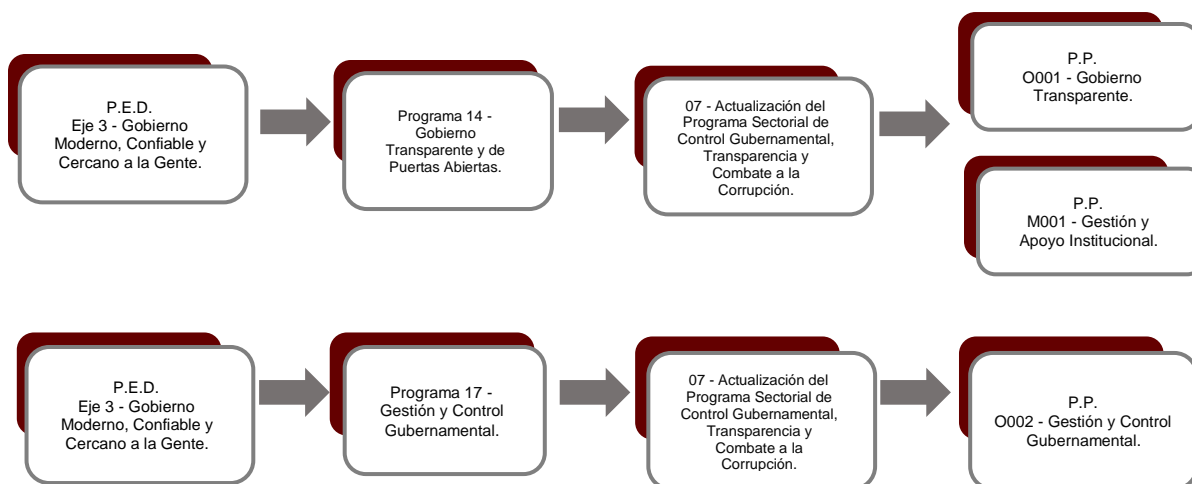 P.E.D.
Eje 3 - Gobierno
Moderno, Confiable y
Cercano a la Gente.
Programa 14 -
Gobierno
Transparente y de
Puertas Abiertas.
07 - Actualización del
Programa Sectorial de
Control Gubernamental,
Transparencia y
Combate a la
Corrupción.
P.P.
O001 - Gobierno
Transparente.
P.P.
M001 - Gestión y
Apoyo Institucional.
P.E.D.
Eje 3 - Gobierno
Moderno, Confiable y
Cercano a la Gente.
Programa 17 -
Gestión y Control
Gubernamental.
07 - Actualización del
Programa Sectorial de
Control Gubernamental,
Transparencia y
Combate a la
Corrupción.
P.P.
O002 - Gestión y Control
Gubernamental.